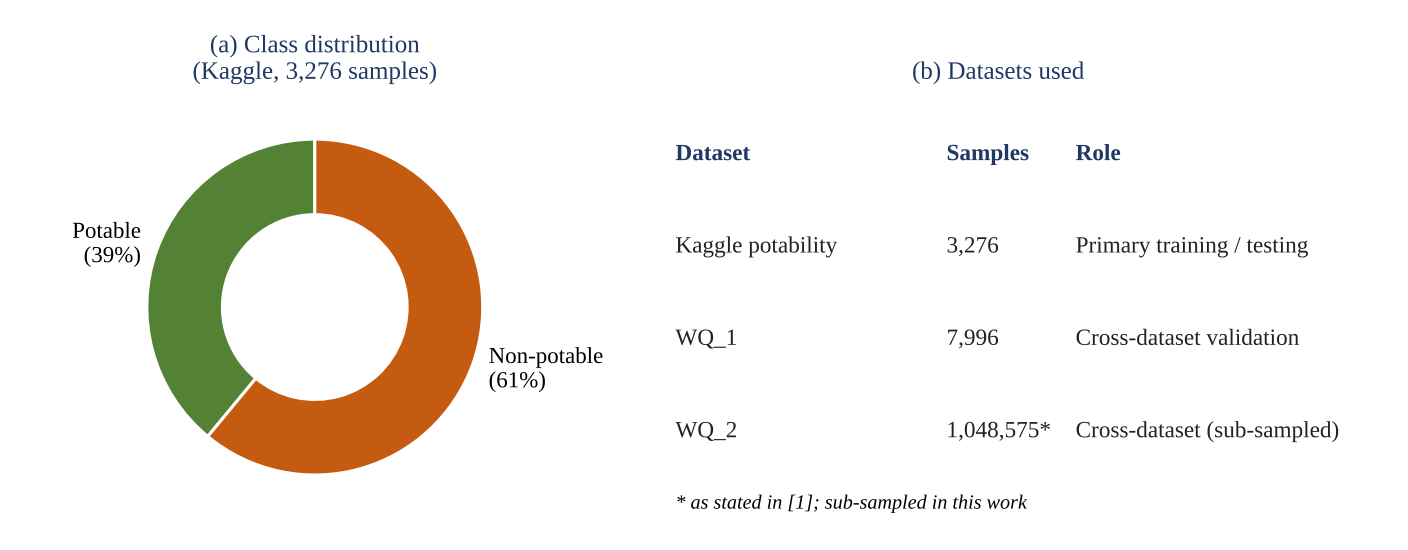 (a) Class distribution
(Kaggle, 3,276 samples)
Potable
(39%)
Non-potable
(61%)
(b) Datasets used
Dataset Samples Role
Kaggle potability 3,276 Primary training / testing
WQ_1 7,996 Cross-dataset validation
WQ_2 1,048,575* Cross-dataset (sub-sampled)
* as stated in [1]; sub-sampled in this work